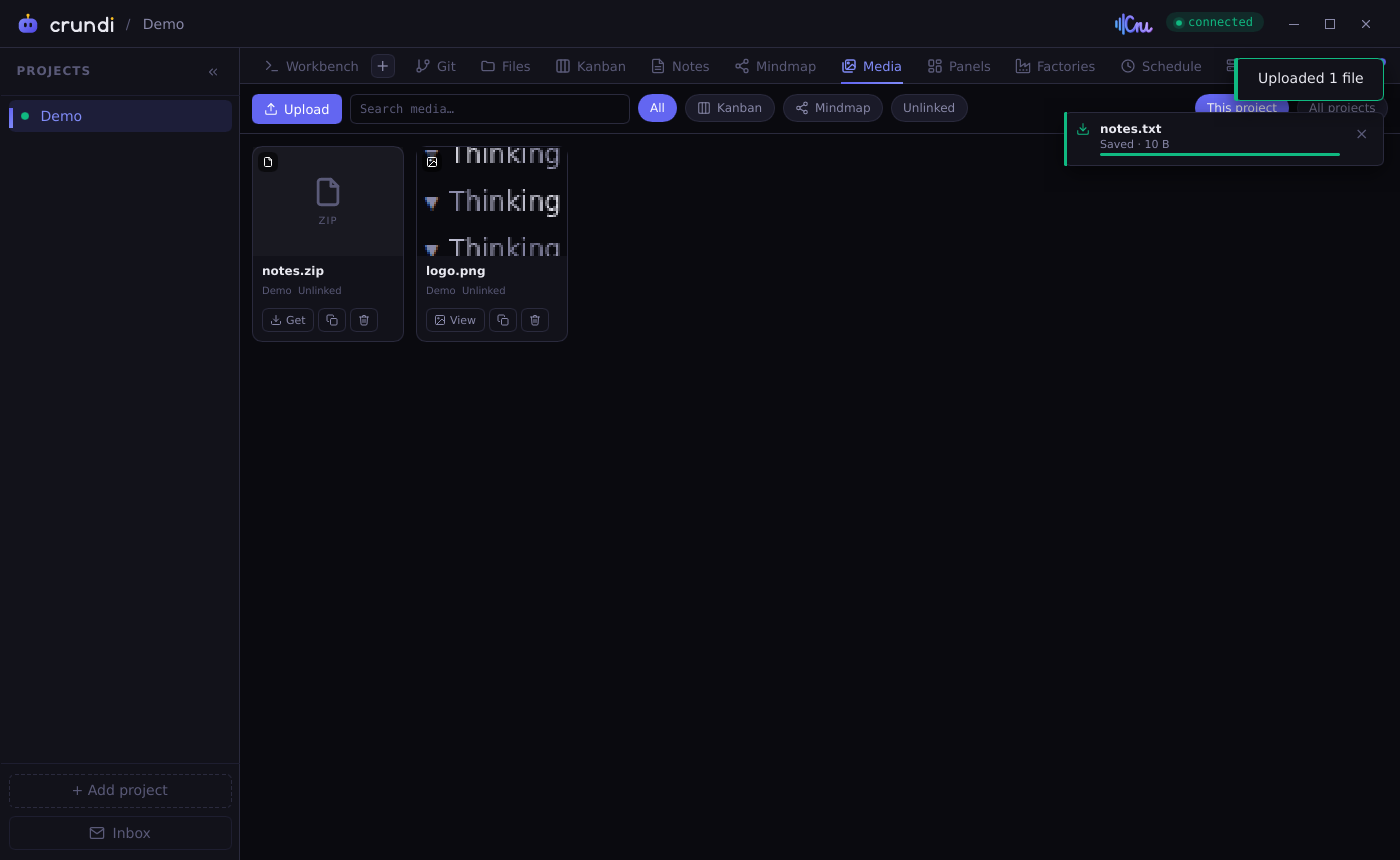 crundi / Demo
Cru
connected
PROJECTS
Workbench
Git
Files
Kanban
Notes
Mindmap
Media
Panels
Factories
Schedule
Uploaded 1 file
Demo
Upload
Search media…
All
Kanban
Mindmap
Unlinked
This project
All projects
notes.txt
Saved · 10 B
ZIP
Thinking
Thinking
Thinking
notes.zip
logo.png
Demo Unlinked
Demo Unlinked
Get
View
+ Add project
Inbox